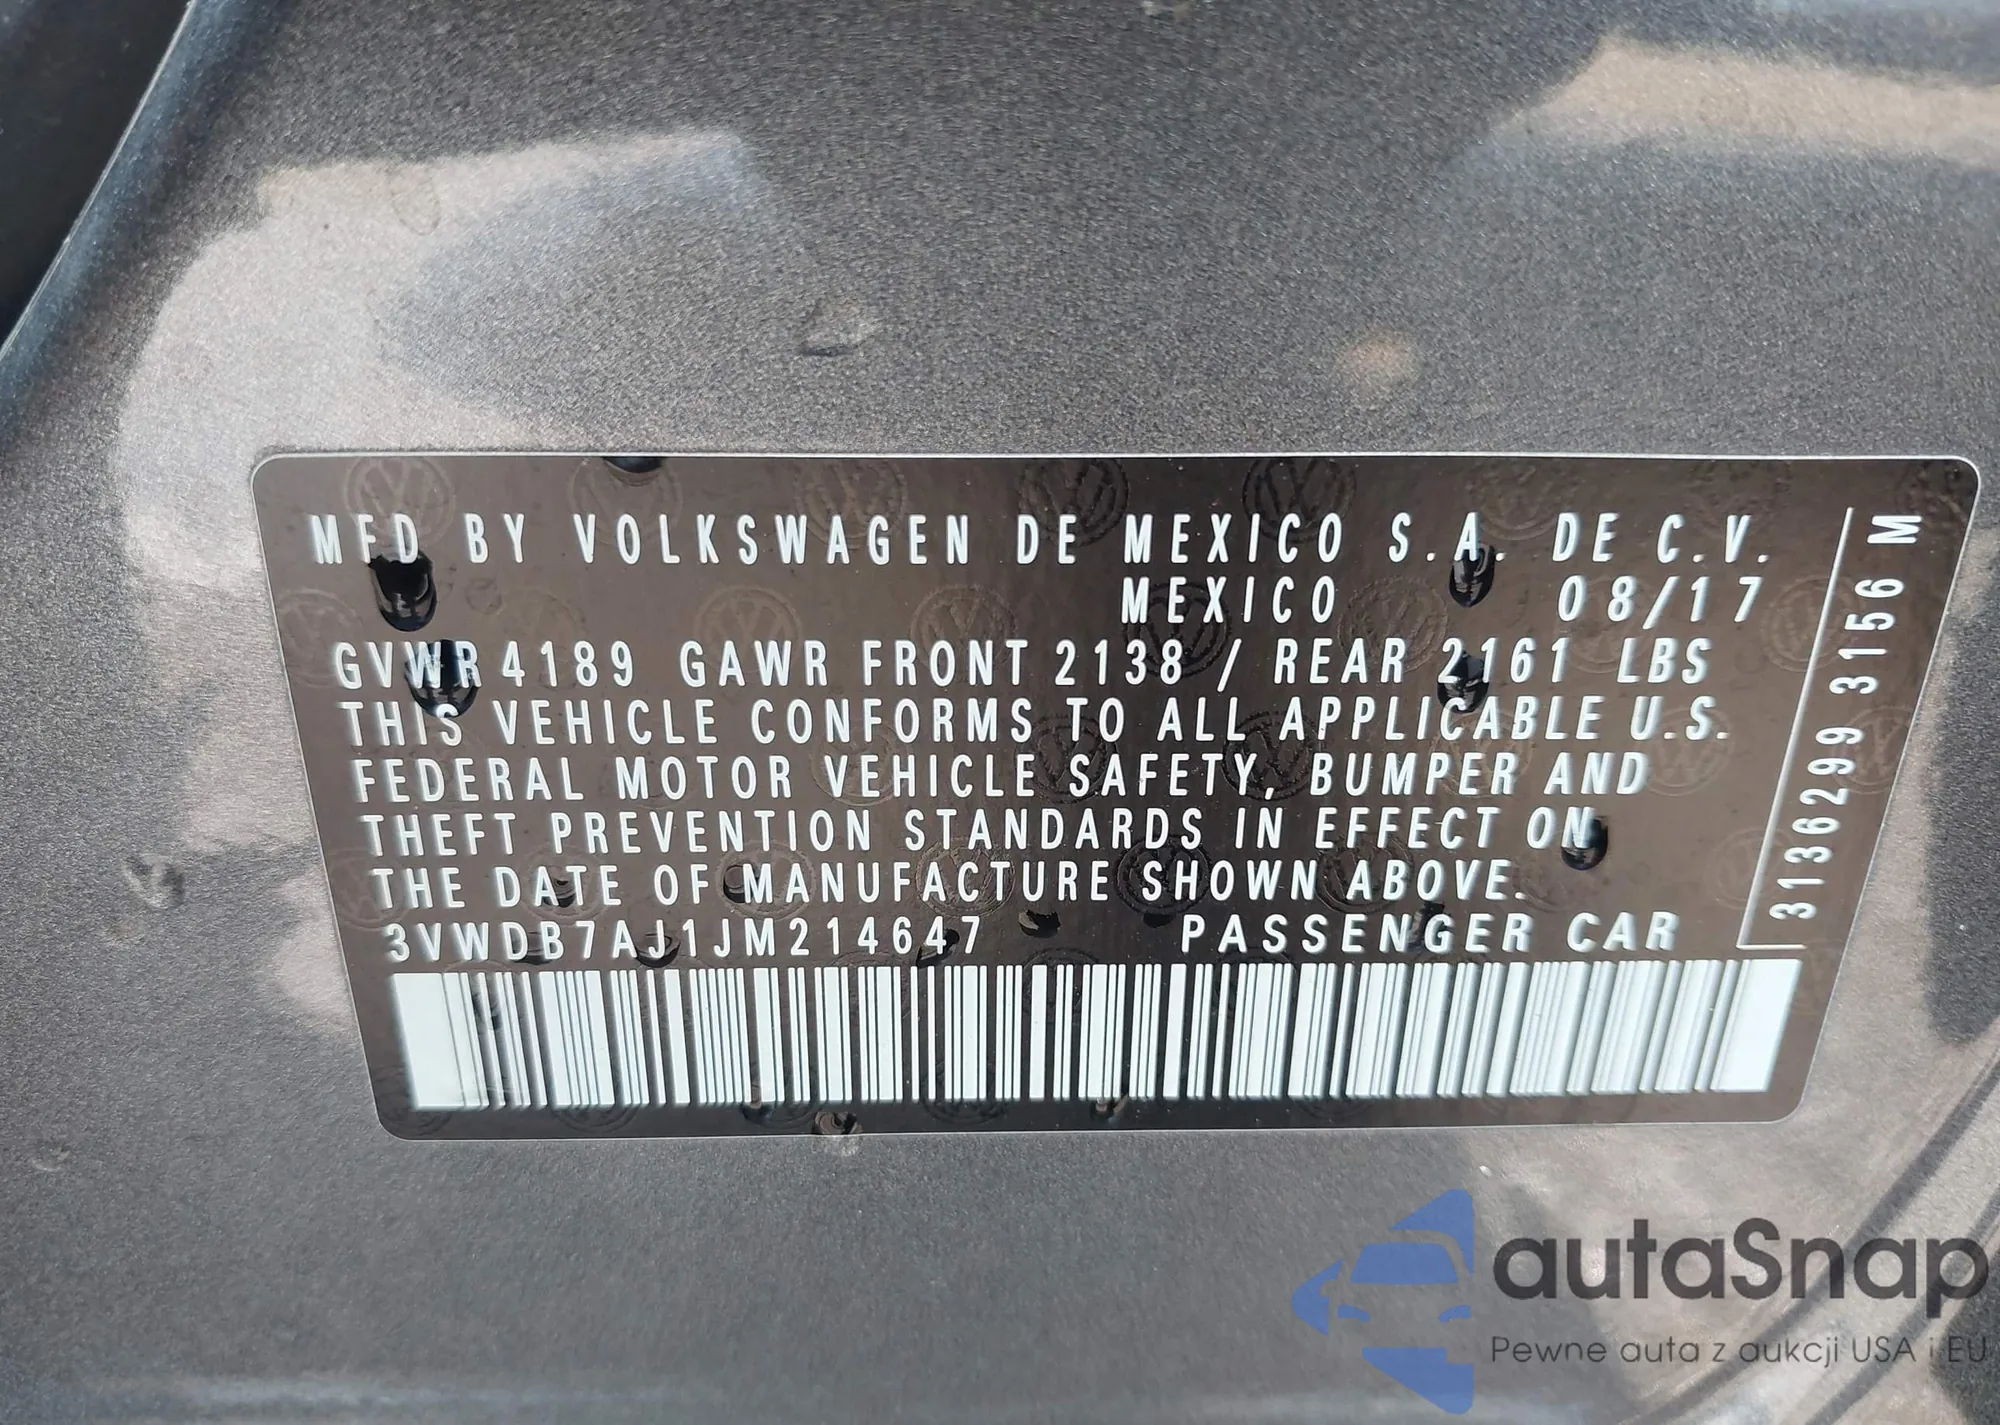 MFD BY VOLKSWAGEN DE MEXICO S.A. DE C.V.
MEXICO 08/17
GVWR 4189 GAWR FRONT 2138 / REAR 2161 LBS
THIS VEHICLE CONFORMS TO ALL APPLICABLE U.S.
FEDERAL MOTOR VEHICLE SAFETY, BUMPER AND
THEFT PREVENTION STANDARDS IN EFFECT ON
THE DATE OF MANUFACTURE SHOWN ABOVE.
3VWDB7AJ1JM214647 PASSENGER CAR
3136299 3156 M
autaSnap
Pewne auta z aukcji USA i EU